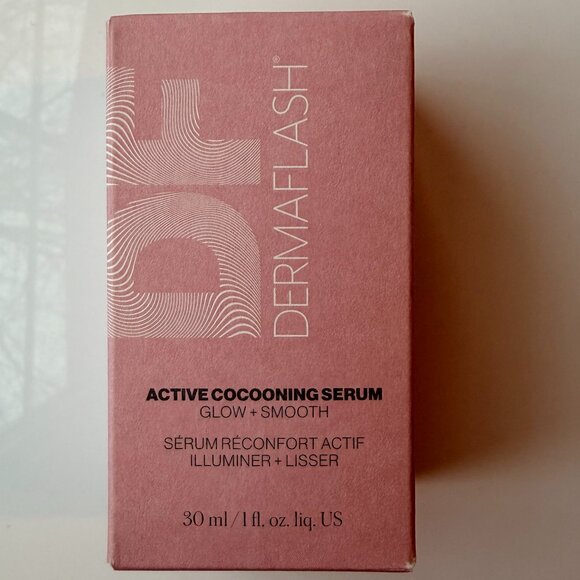 DF
DERMAFLASH®
ACTIVE COCOONING SERUM
GLOW + SMOOTH
SÉRUM RÉCONFORT ACTIF
ILLUMINER + LISSER
30 ml / 1 fl. oz. liq. US